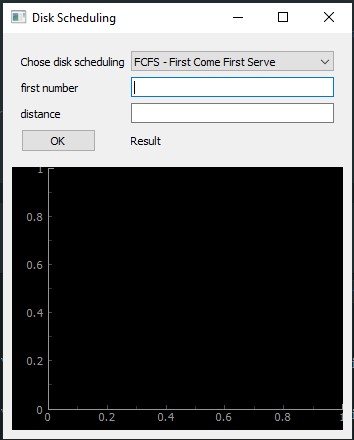 Disk Scheduling
Chose disk scheduling FCFS - First Come First Serve
first number
distance
OK Result
1
0.8
0.6
0.4
0.2
0
0 0.2 0.4 0.6 0.8 1